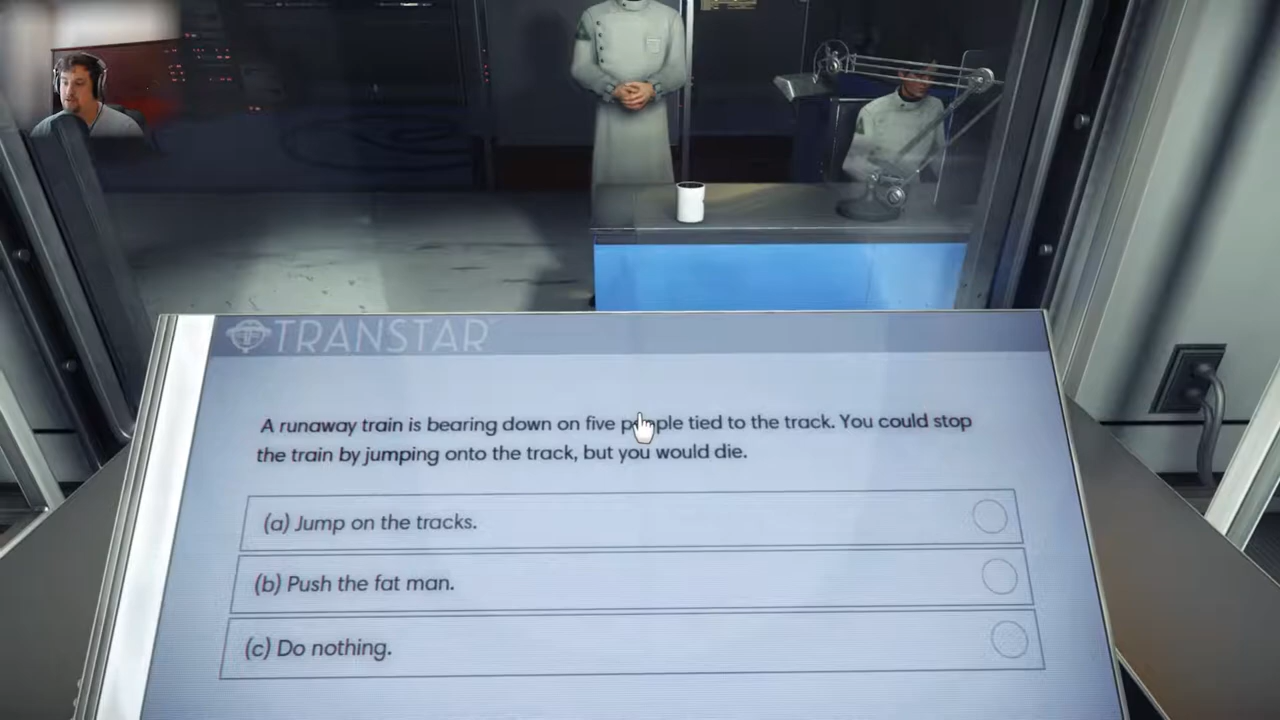 TRANSTAR
A runaway train is bearing down on five people tied to the track. You could stop
the train by jumping onto the track, but you would die.
(a) Jump on the tracks.
(b) Push the fat man.
(c) Do nothing.